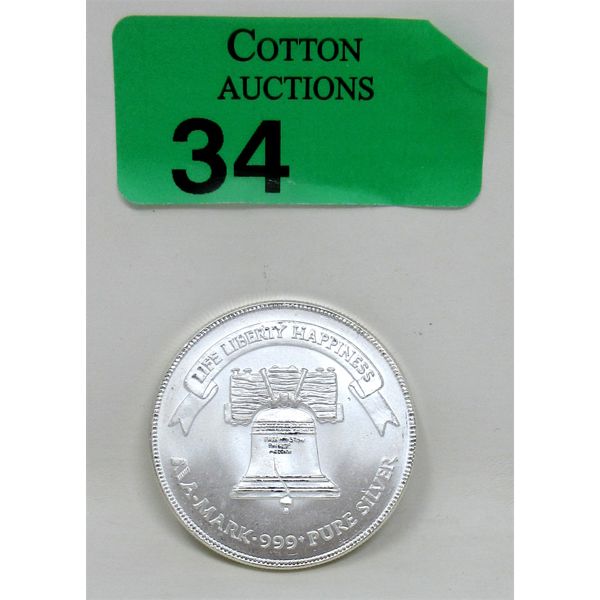 COTTON
AUCTIONS
34
LIFE LIBERTY HAPPINESS
A-MARK·999+ PURE SILVER